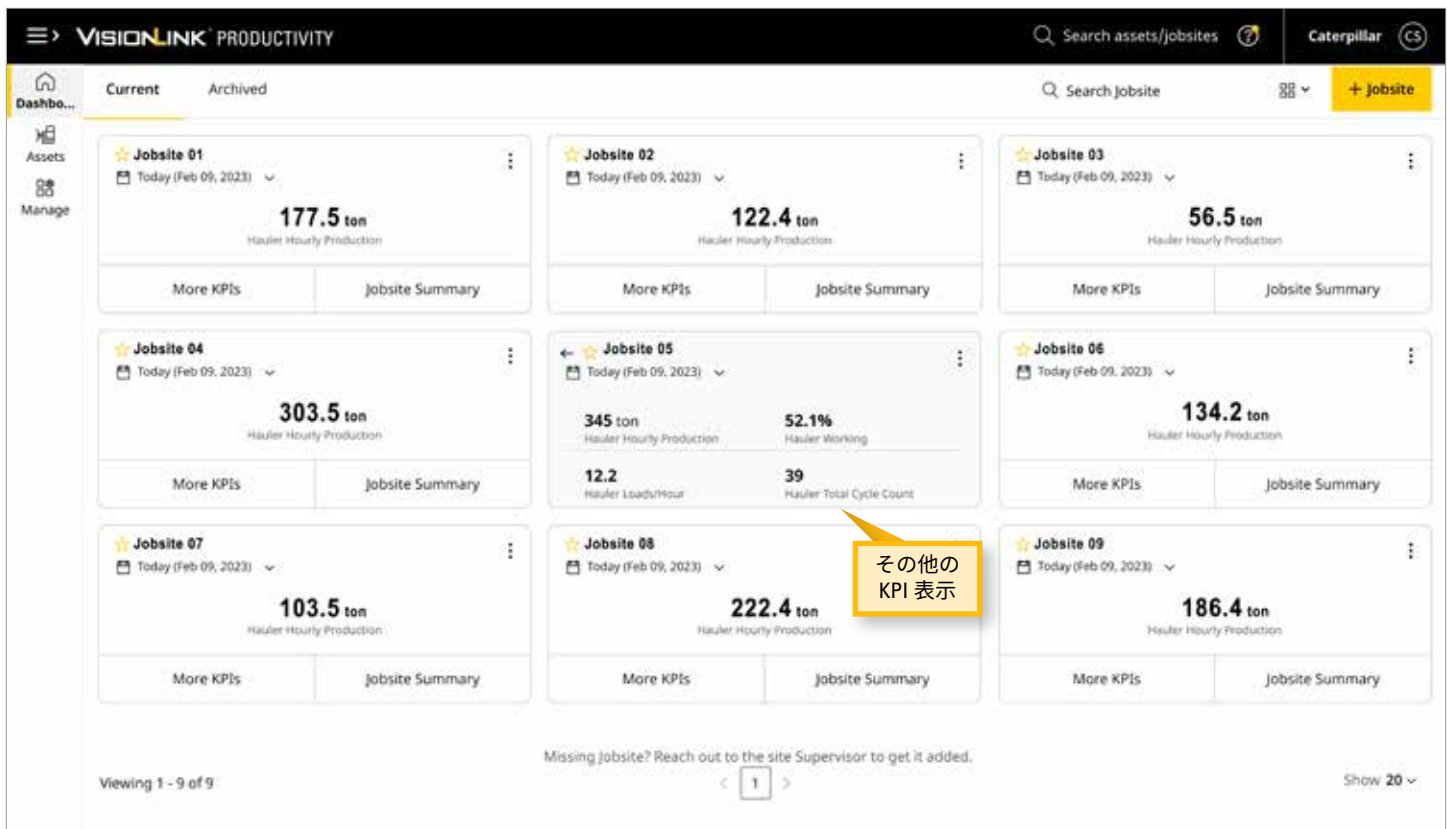 VISIONLINK PRODUCTIVITY
Search assets/jobsites
Caterpillar
CS
Dashbo...
Current
Archived
Search Jobsite
+ Jobsite
Assets
Manage
Jobsite 01
Today (Feb 09, 2023)
177.5 ton
Hauler Hourly Production
More KPIs
Jobsite Summary
Jobsite 02
Today (Feb 09, 2023)
122.4 ton
Hauler Hourly Production
More KPIs
Jobsite Summary
Jobsite 03
Today (Feb 09, 2023)
56.5 ton
Hauler Hourly Production
More KPIs
Jobsite Summary
Jobsite 04
Today (Feb 09, 2023)
303.5 ton
Hauler Hourly Production
More KPIs
Jobsite Summary
Jobsite 05
Today (Feb 09, 2023)
345 ton
Hauler Hourly Production
52.1%
Hauler Working
12.2
Hauler Loads/Hour
39
Hauler Total Cycle Count
その他の
KPI 表示
Jobsite 06
Today (Feb 09, 2023)
134.2 ton
Hauler Hourly Production
More KPIs
Jobsite Summary
Jobsite 07
Today (Feb 09, 2023)
103.5 ton
Hauler Hourly Production
More KPIs
Jobsite Summary
Jobsite 08
Today (Feb 09, 2023)
222.4 ton
Hauler Hourly Production
More KPIs
Jobsite Summary
Jobsite 09
Today (Feb 09, 2023)
186.4 ton
Hauler Hourly Production
More KPIs
Jobsite Summary
Missing Jobsite? Reach out to the site Supervisor to get it added.
Viewing 1 - 9 of 9
< 1 >
Show 20